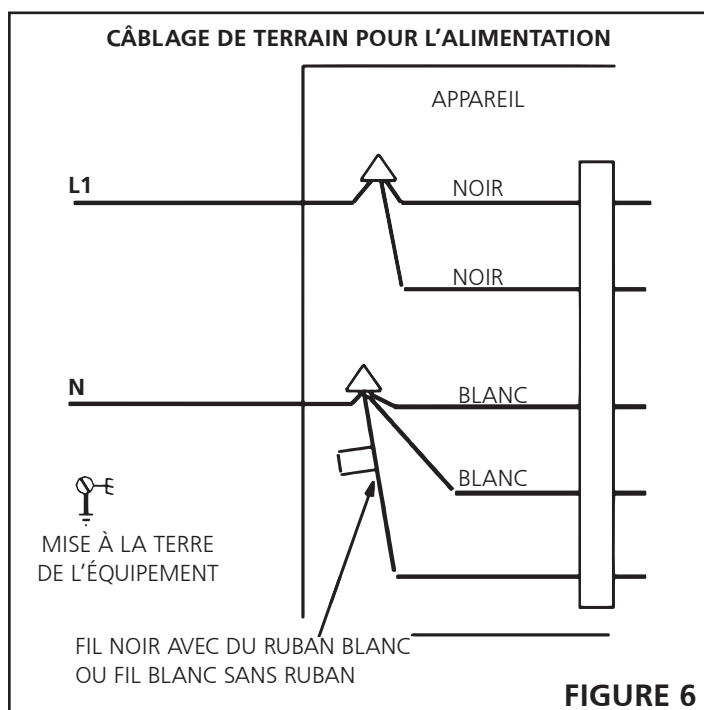 CÂBLAGE DE TERRAIN POUR L'ALIMENTATION
APPAREIL
L1
NOIR
NOIR
N
BLANC
BLANC
MISE À LA TERRE
DE L'ÉQUIPEMENT
FIL NOIR AVEC DU RUBAN BLANC
OU FIL BLANC SANS RUBAN
FIGURE 6